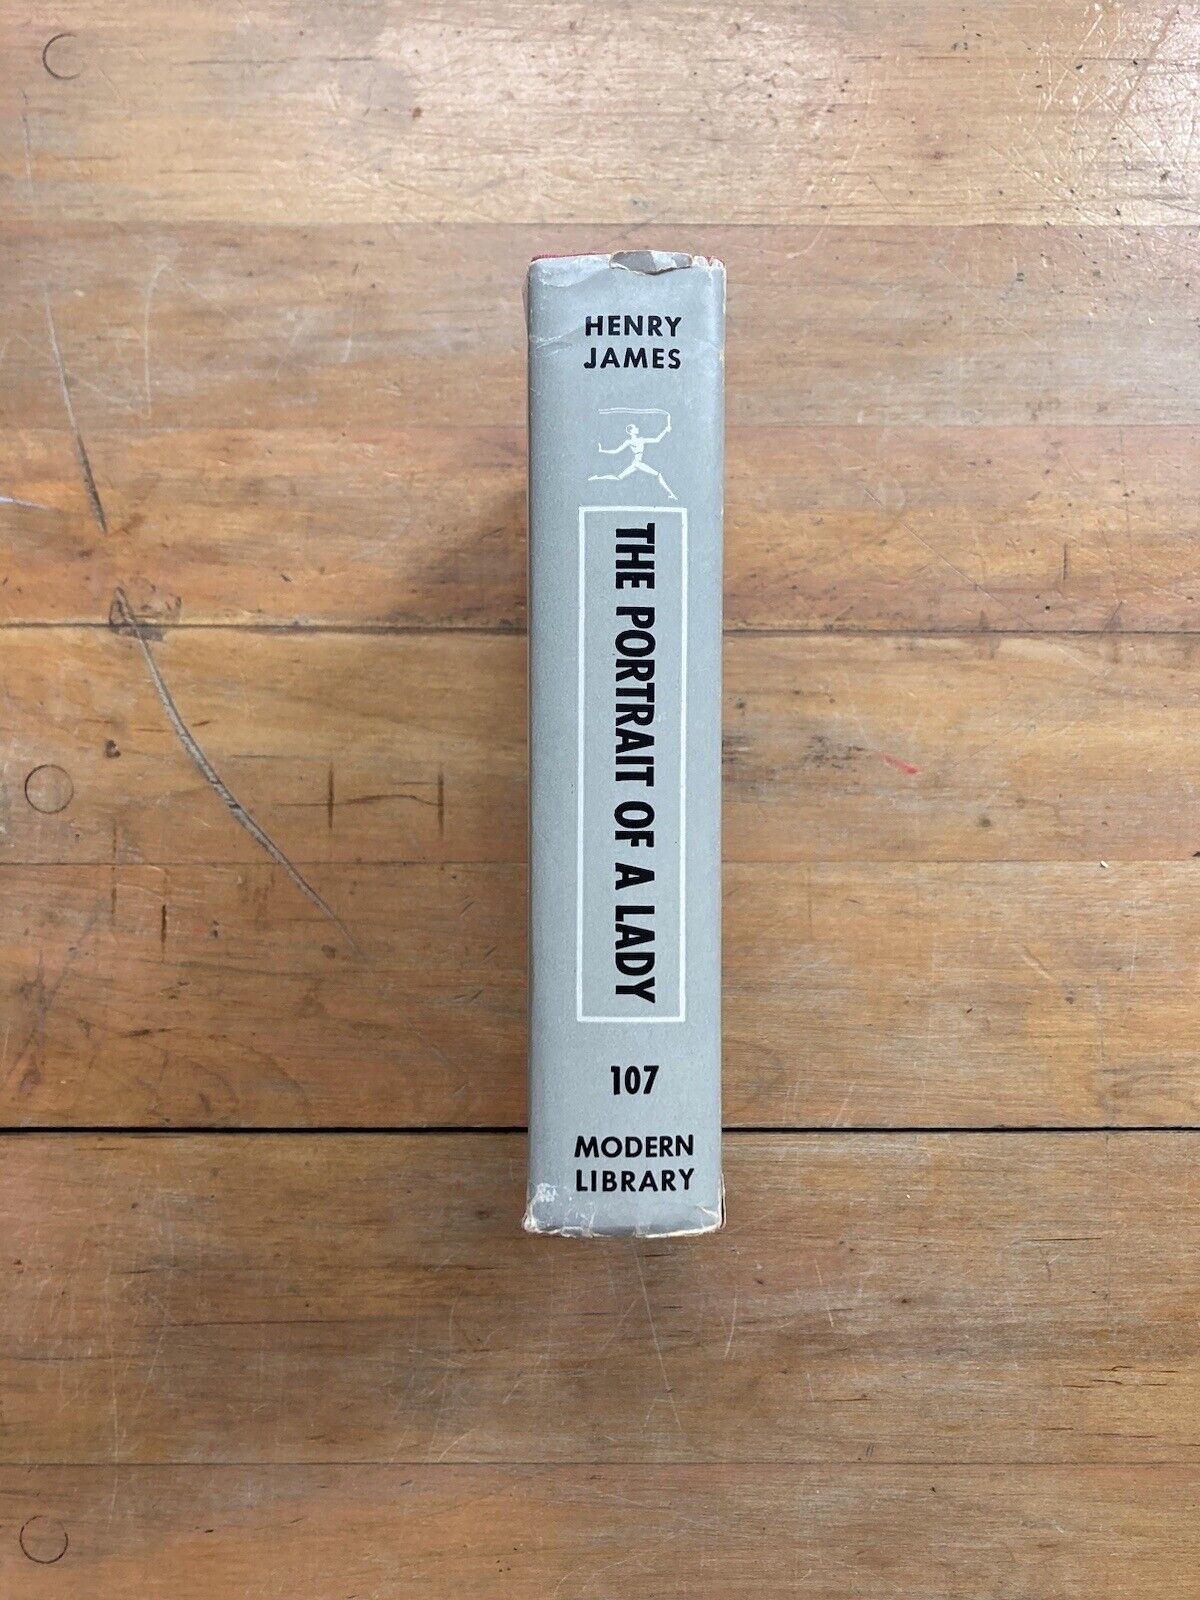 HENRY
JAMES
THE PORTRAIT OF A LADY
107
MODERN
LIBRARY